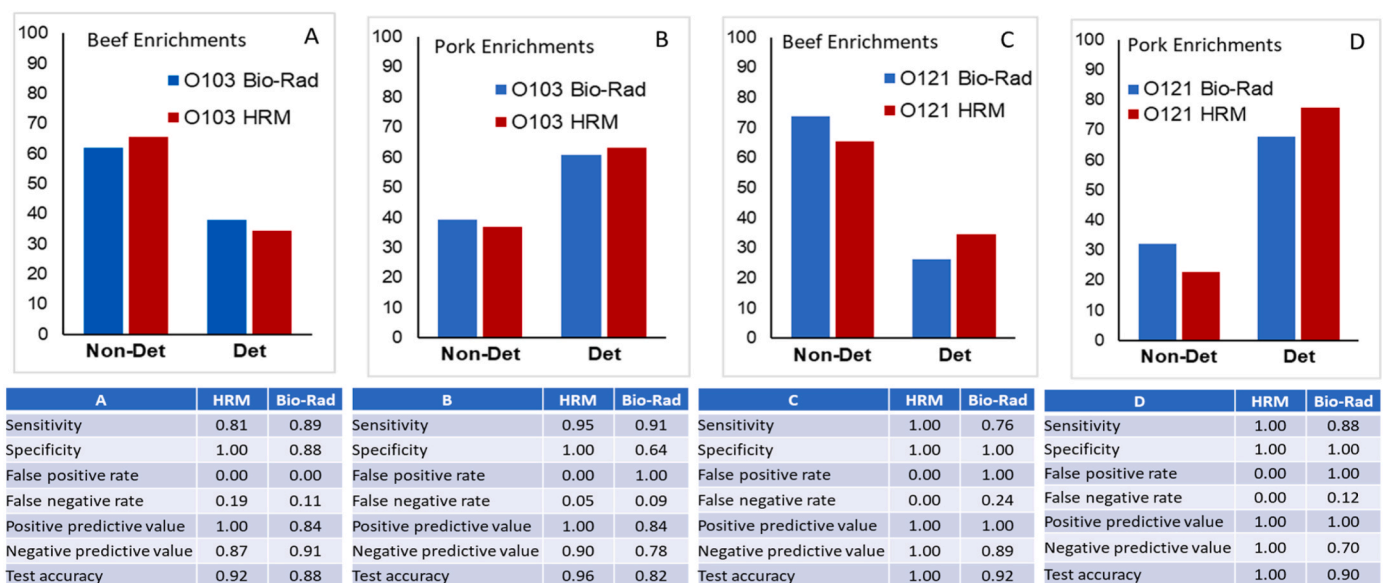 Beef Enrichments A
O103 Bio-Rad
O103 HRM
100
90
80
70
60
50
40
30
20
10
0
Non-Det Det
Pork Enrichments B
O103 Bio-Rad
O103 HRM
100
90
80
70
60
50
40
30
20
10
0
Non-Det Det
Beef Enrichments C
O121 Bio-Rad
O121 HRM
100
90
80
70
60
50
40
30
20
10
0
Non-Det Det
Pork Enrichments D
O121 Bio-Rad
O121 HRM
100
90
80
70
60
50
40
30
20
10
0
Non-Det Det
A HRM Bio-Rad
Sensitivity 0.81 0.89
Specificity 1.00 0.88
False positive rate 0.00 0.00
False negative rate 0.19 0.11
Positive predictive value 1.00 0.84
Negative predictive value 0.87 0.91
Test accuracy 0.92 0.88
B HRM Bio-Rad
Sensitivity 0.95 0.91
Specificity 1.00 0.64
False positive rate 0.00 1.00
False negative rate 0.05 0.09
Positive predictive value 1.00 0.84
Negative predictive value 0.90 0.78
Test accuracy 0.96 0.82
C HRM Bio-Rad
Sensitivity 1.00 0.76
Specificity 1.00 1.00
False positive rate 0.00 1.00
False negative rate 0.00 0.24
Positive predictive value 1.00 1.00
Negative predictive value 1.00 0.89
Test accuracy 1.00 0.92
D HRM Bio-Rad
Sensitivity 1.00 0.88
Specificity 1.00 1.00
False positive rate 0.00 1.00
False negative rate 0.00 0.12
Positive predictive value 1.00 1.00
Negative predictive value 1.00 0.70
Test accuracy 1.00 0.90